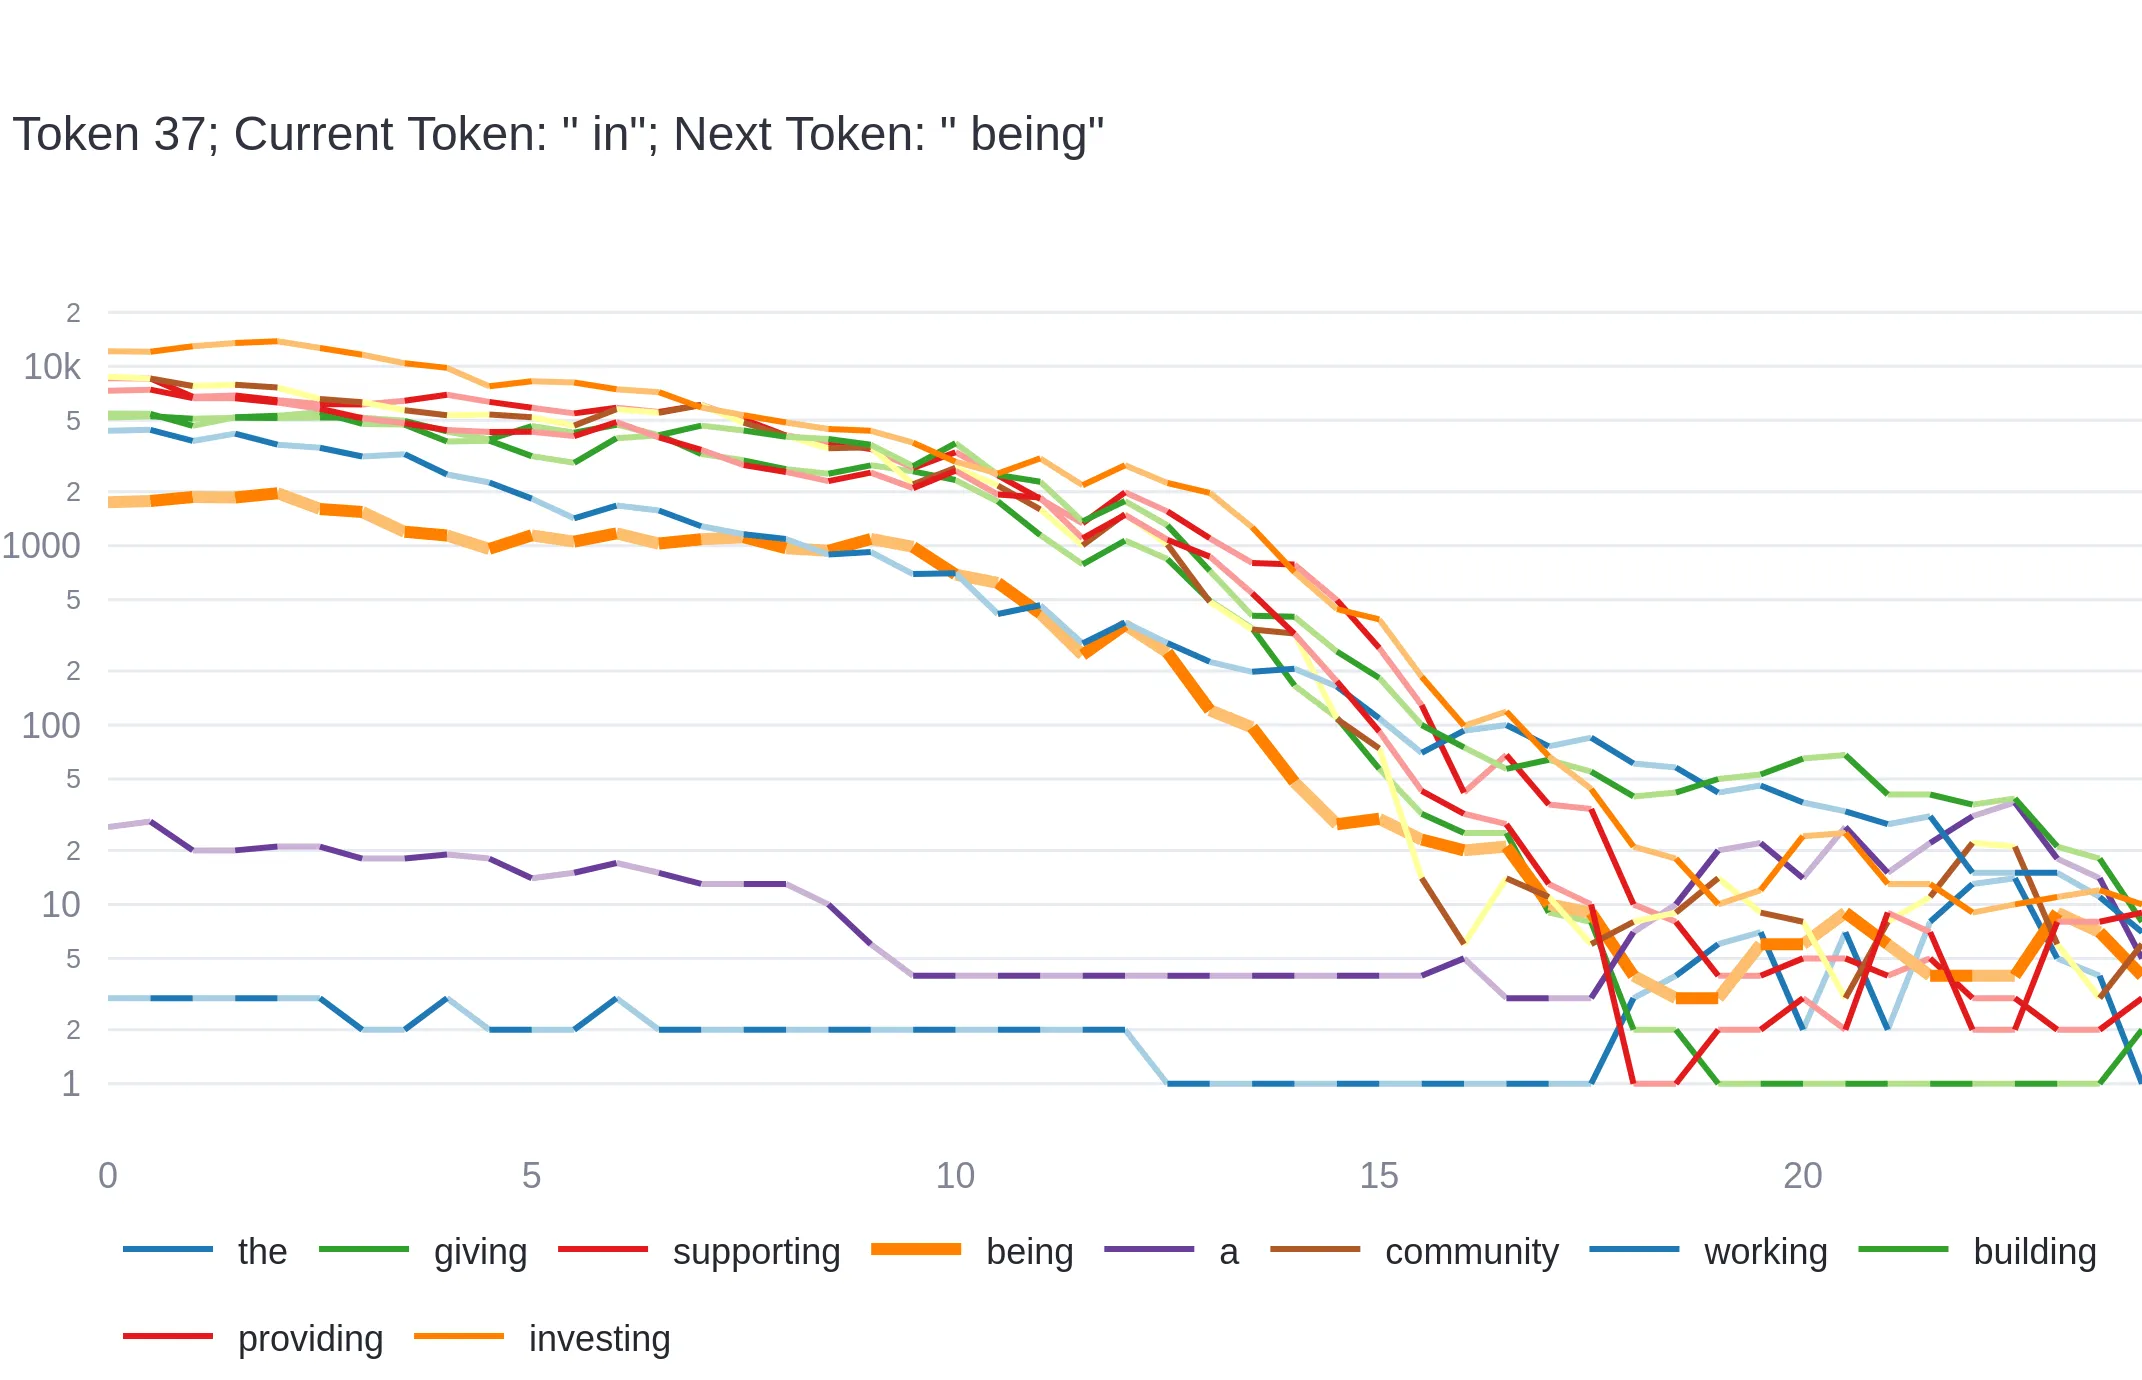 Token 37; Current Token: " in"; Next Token: " being"
2
10k
5
2
1000
5
2
100
5
2
10
5
2
1
0 5 10 15 20
the giving supporting being a community working building
providing investing